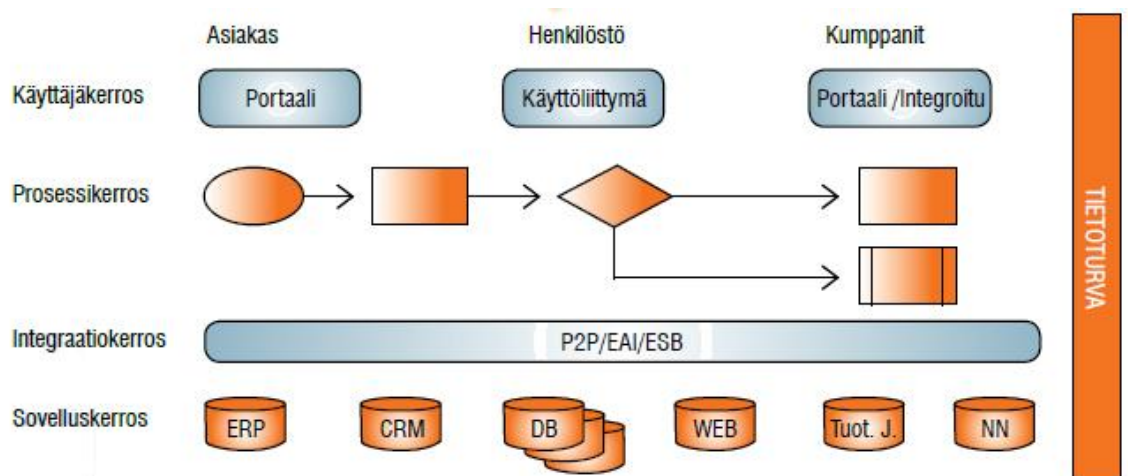 Asiakas Henkilöstö Kumppanit
Käyttäjäkerros Portaali Käyttöliittymä Portaali /Integroitu
Prosessikerros
TIETOTURVA
Integraatiokerros P2P/EAI/ESB
Sovelluskerros ERP CRM DB WEB Tuot. J. NN